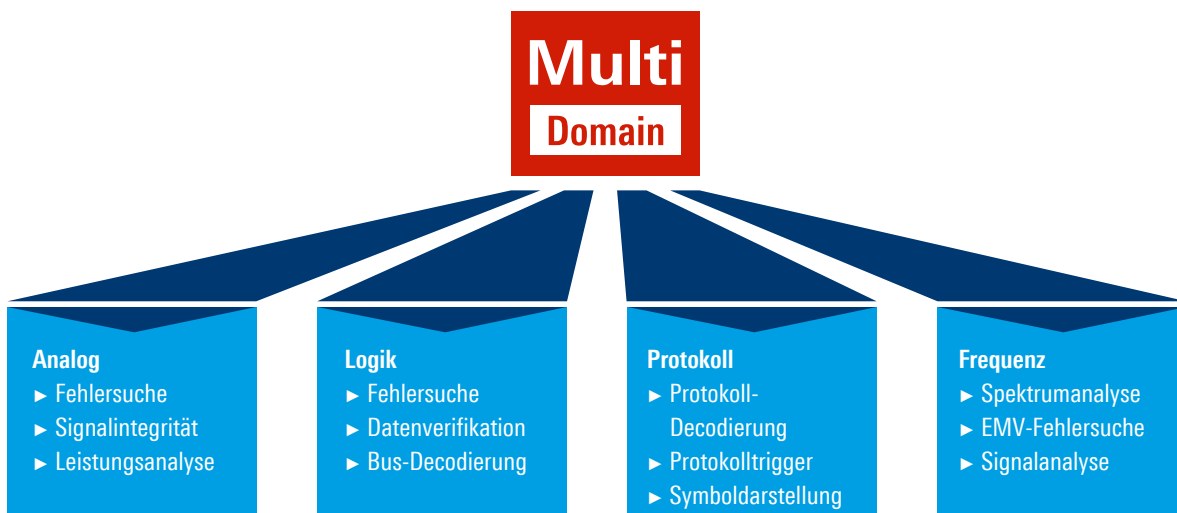 Multi
Domain
Analog
► Fehlersuche
► Signalintegrität
► Leistungsanalyse
Logik
► Fehlersuche
► Datenverifikation
► Bus-Decodierung
Protokoll
► Protokoll-
Decodierung
► Protokolltrigger
► Symboldarstellung
Frequenz
► Spektrumanalyse
► EMV-Fehlersuche
► Signalanalyse